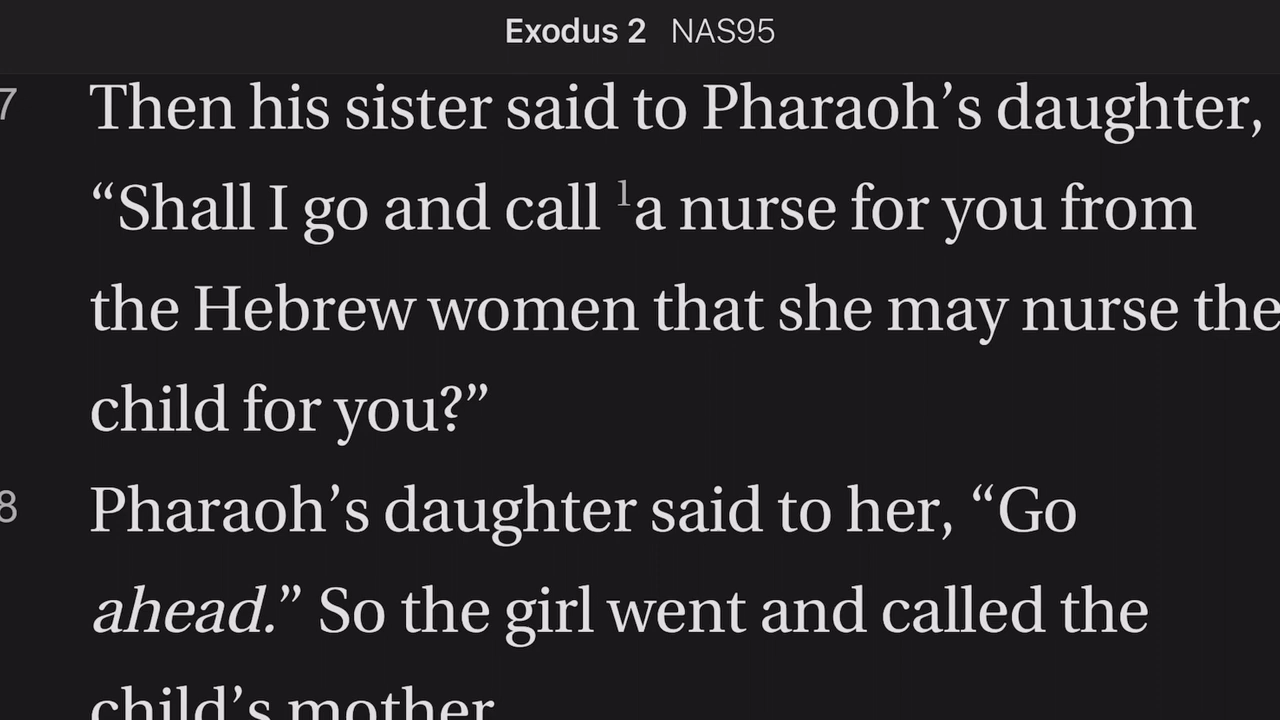 Exodus 2 NAS95
7 Then his sister said to Pharaoh’s daughter,
“Shall I go and call 1a nurse for you from
the Hebrew women that she may nurse the
child for you?”
8 Pharaoh’s daughter said to her, “Go
ahead.” So the girl went and called the
child’s mother